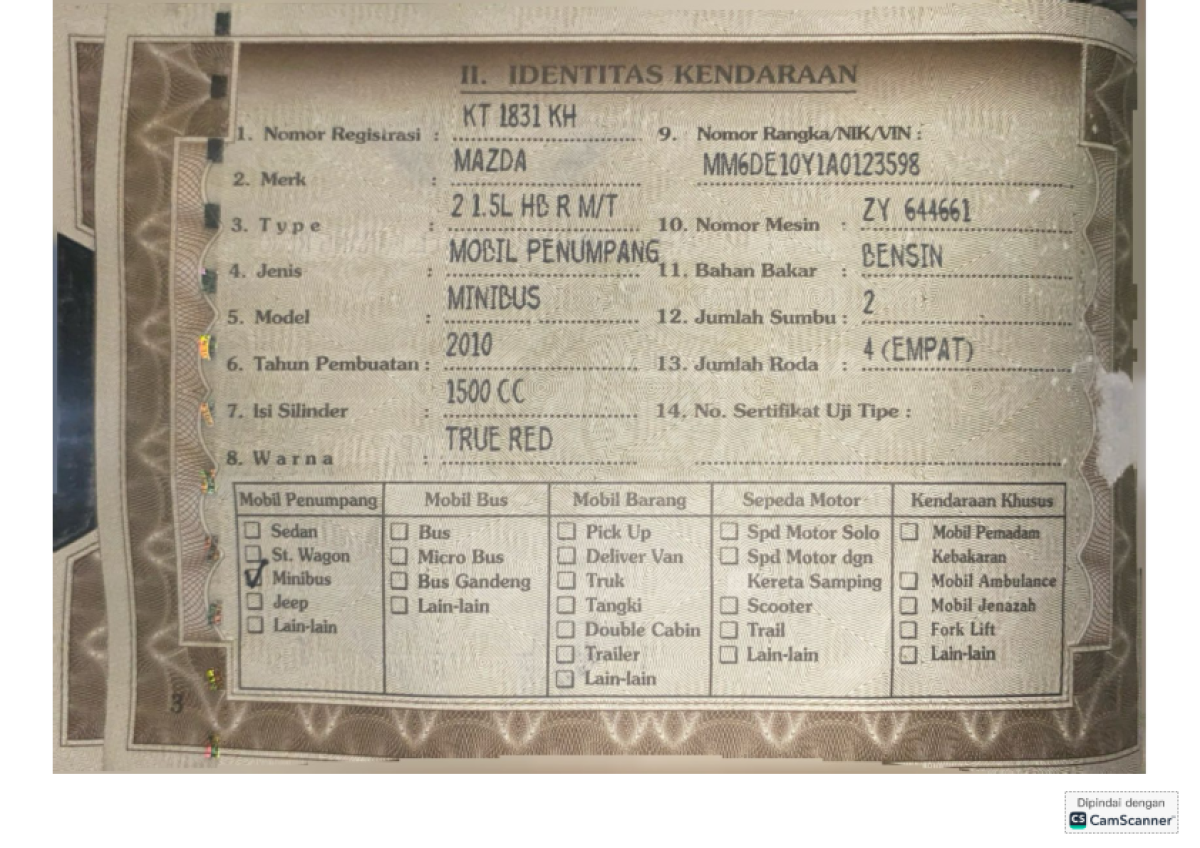 II. IDENTITAS KENDARAAN
1. Nomor Registrasi : KT 1831 KH
2. Merk : MAZDA
3. Type : 2 1.5L HB R M/T
4. Jenis : MOBIL PENUMPANG
5. Model : MINIBUS
6. Tahun Pembuatan : 2010
7. Isi Silinder : 1500 CC
8. Warna : TRUE RED
9. Nomor Rangka/NIK/VIN :
MM6DE10Y1A0123598
10. Nomor Mesin : ZY 644661
11. Bahan Bakar : BENSIN
12. Jumlah Sumbu : 2
13. Jumlah Roda : 4 (EMPAT)
14. No. Sertifikat Uji Tipe :
Mobil Penumpang
Sedan
St. Wagon
Minibus
Jeep
Lain-lain
Mobil Bus
Bus
Micro Bus
Bus Gandeng
Lain-lain
Mobil Barang
Pick Up
Deliver Van
Truk
Tangki
Double Cabin
Trailer
Lain-lain
Sepeda Motor
Spd Motor Solo
Spd Motor dgn
Kereta Samping
Scooter
Trail
Lain-lain
Kendaraan Khusus
Mobil Pemadam
Kebakaran
Mobil Ambulance
Mobil Jenazah
Fork Lift
Lain-lain
3
Dipindai dengan
CS CamScanner